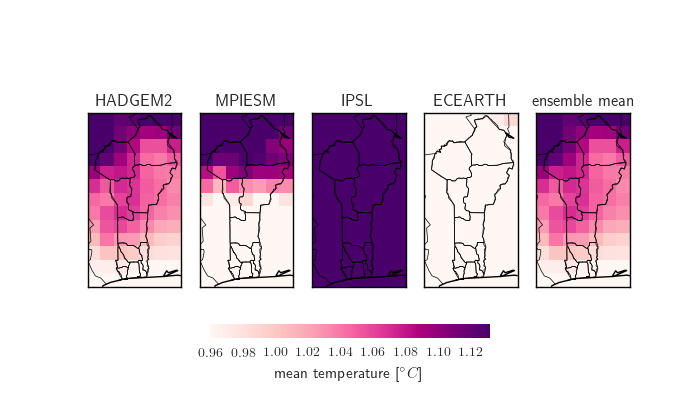 HADGEM2 MPIESM IPSL ECEARTH ensemble mean
0.96 0.98 1.00 1.02 1.04 1.06 1.08 1.10 1.12
mean temperature [°C]